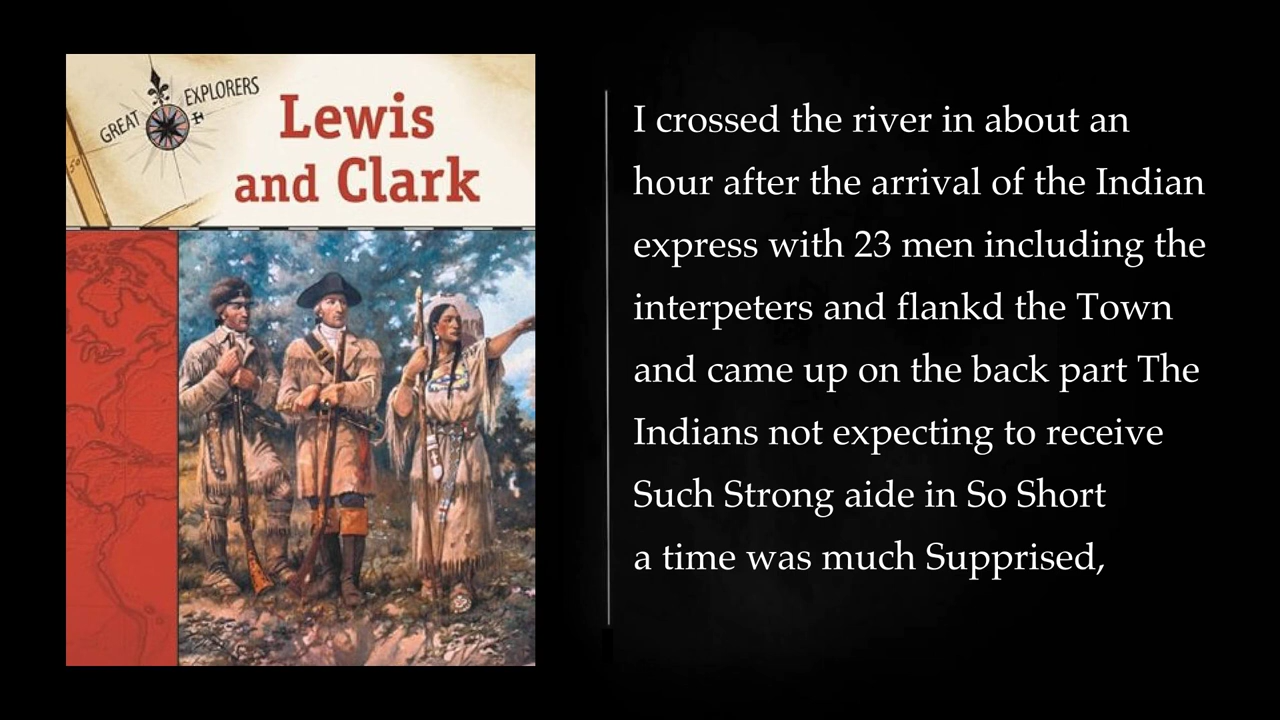 GREAT EXPLORERS
Lewis
and Clark
50
I crossed the river in about an
hour after the arrival of the Indian
express with 23 men including the
interpeters and flankd the Town
and came up on the back part The
Indians not expecting to receive
Such Strong aide in So Short
a time was much Supprised,